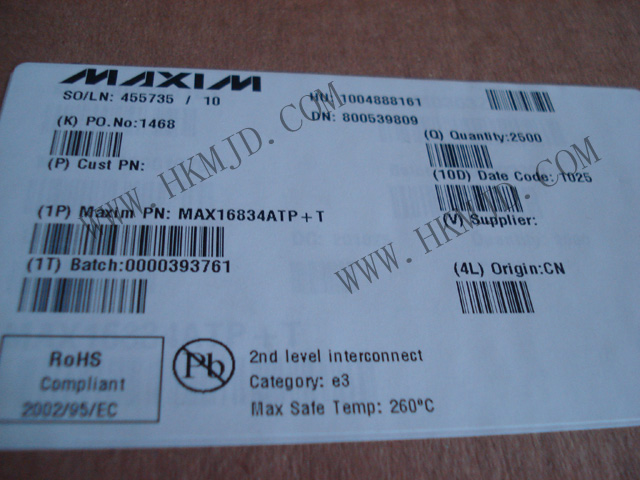 MAXIM
SO/LN: 455735 / 10
1004888161
DN: 800539809
(K) PO.No:1468
(Q) Quantity:2500
(P) Cust PN:
(10D) Date Code: 1025
(1P) Maxim PN: MAX16834ATP+T
(V) Supplier:
(1T) Batch:0000393761
(4L) Origin:CN
RoHS
Compliant
2002/95/EC
Pb
2nd level interconnect
Category: e3
Max Safe Temp: 260°C
WWW.HKMJD.COM
WWW.HKMJD.COM